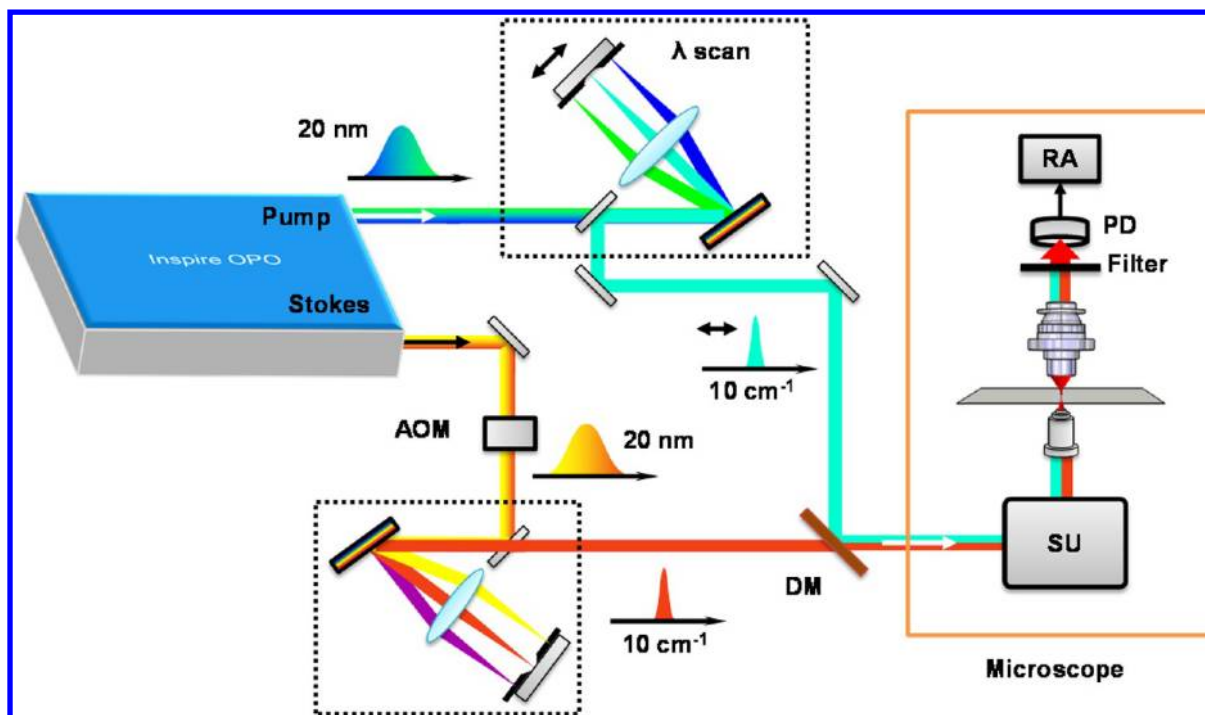 λ scan
20 nm
RA
Pump
PD
Inspire OPO
Filter
Stokes
10 cm⁻¹
AOM
20 nm
SU
DM
10 cm⁻¹
Microscope